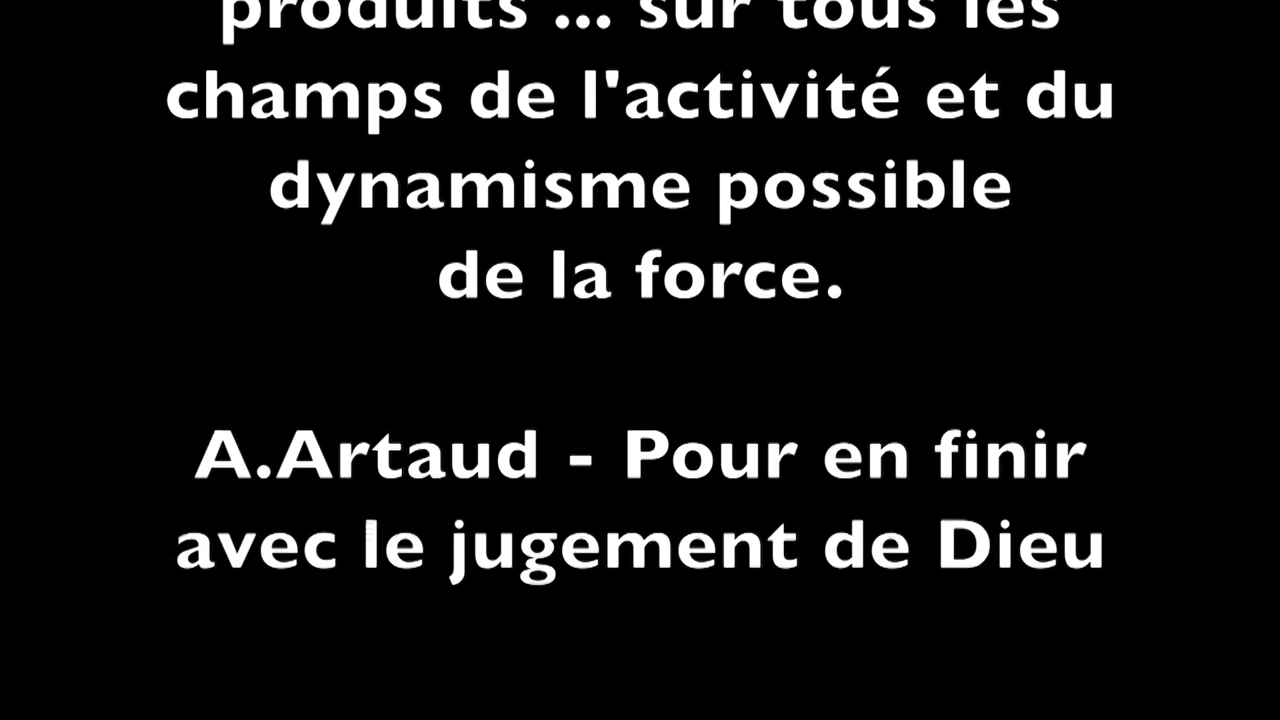 produits ... sur tous les
champs de l'activité et du
dynamisme possible
de la force.
A.Artaud - Pour en finir
avec le jugement de Dieu